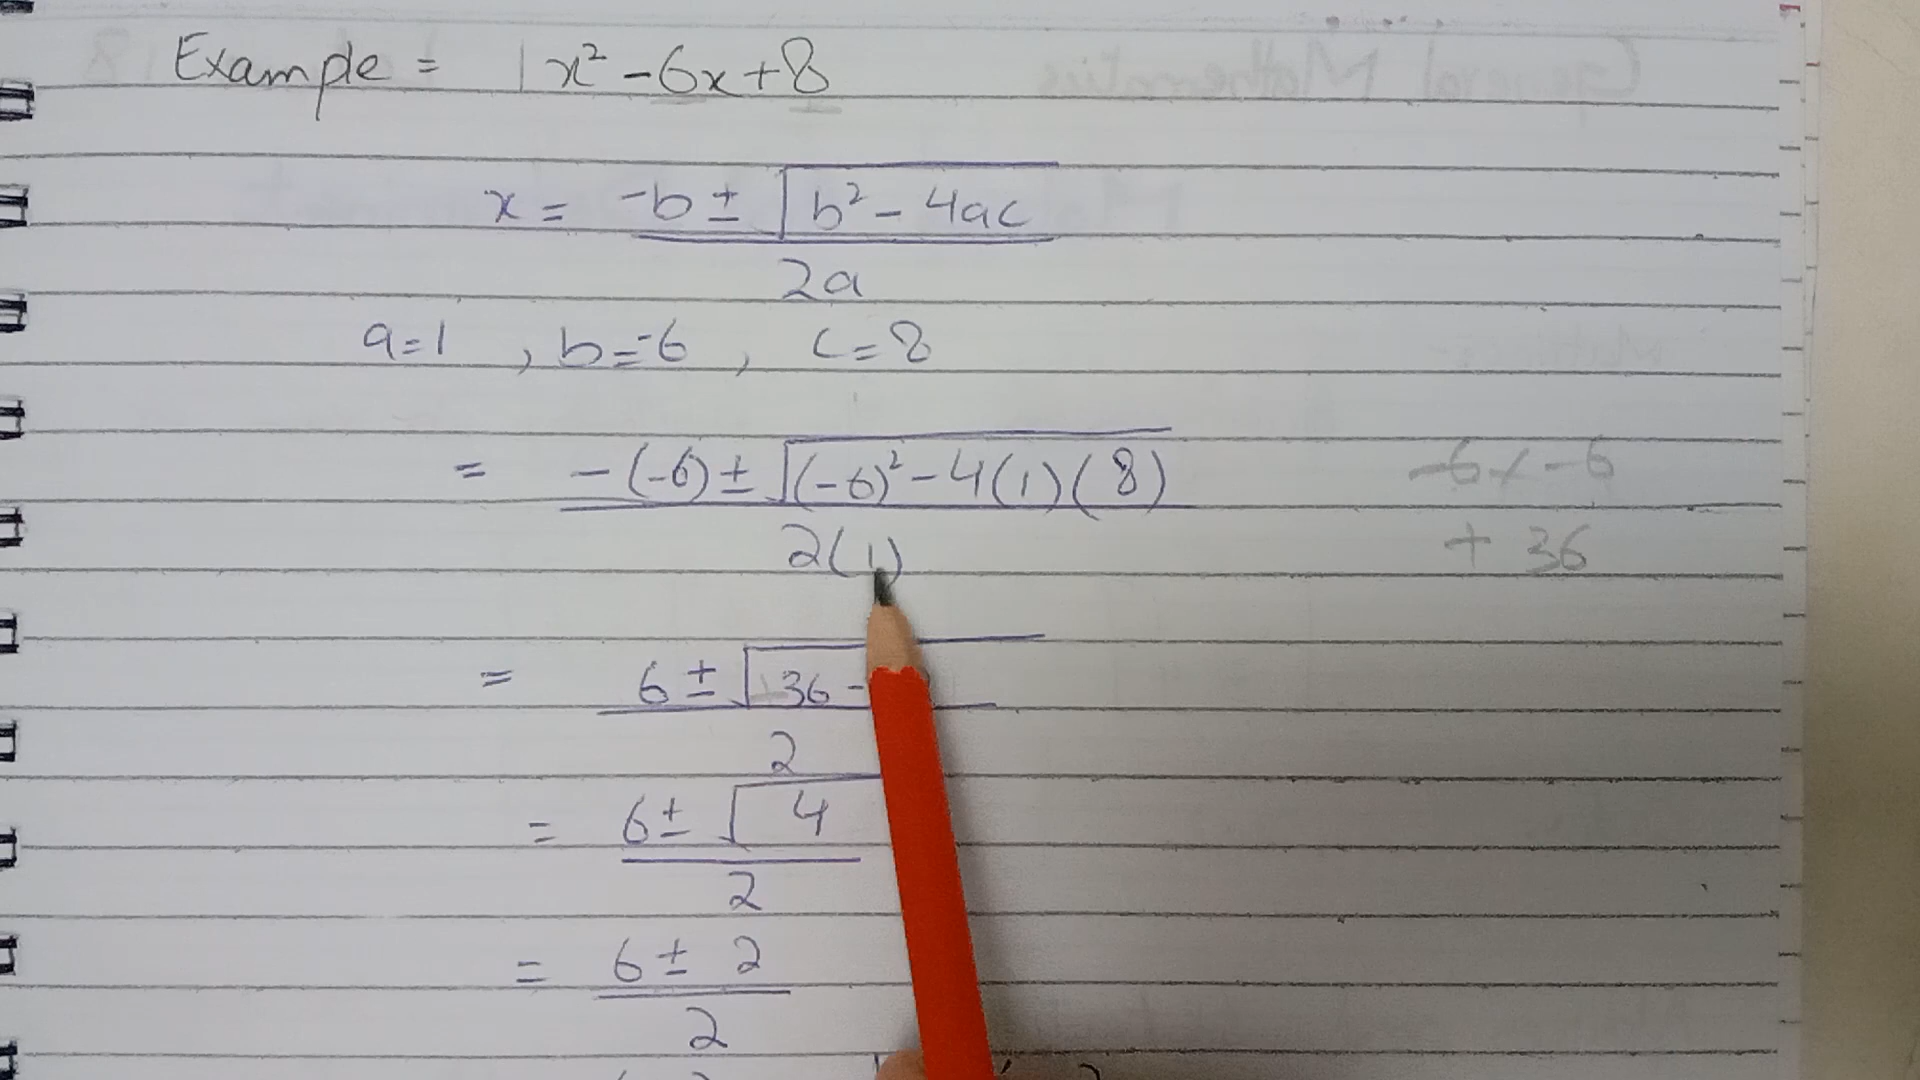 Example = 1x² - 6x + 8
x = -b ± √b² - 4ac
2a
a = 1 , b = -6 , c = 8
= -(-6) ± √(-6)² - 4(1)(8)
2(1)
-6 x -6
+ 36
= 6 ± √36 -
2
= 6 ± √4
2
= 6 ± 2
2